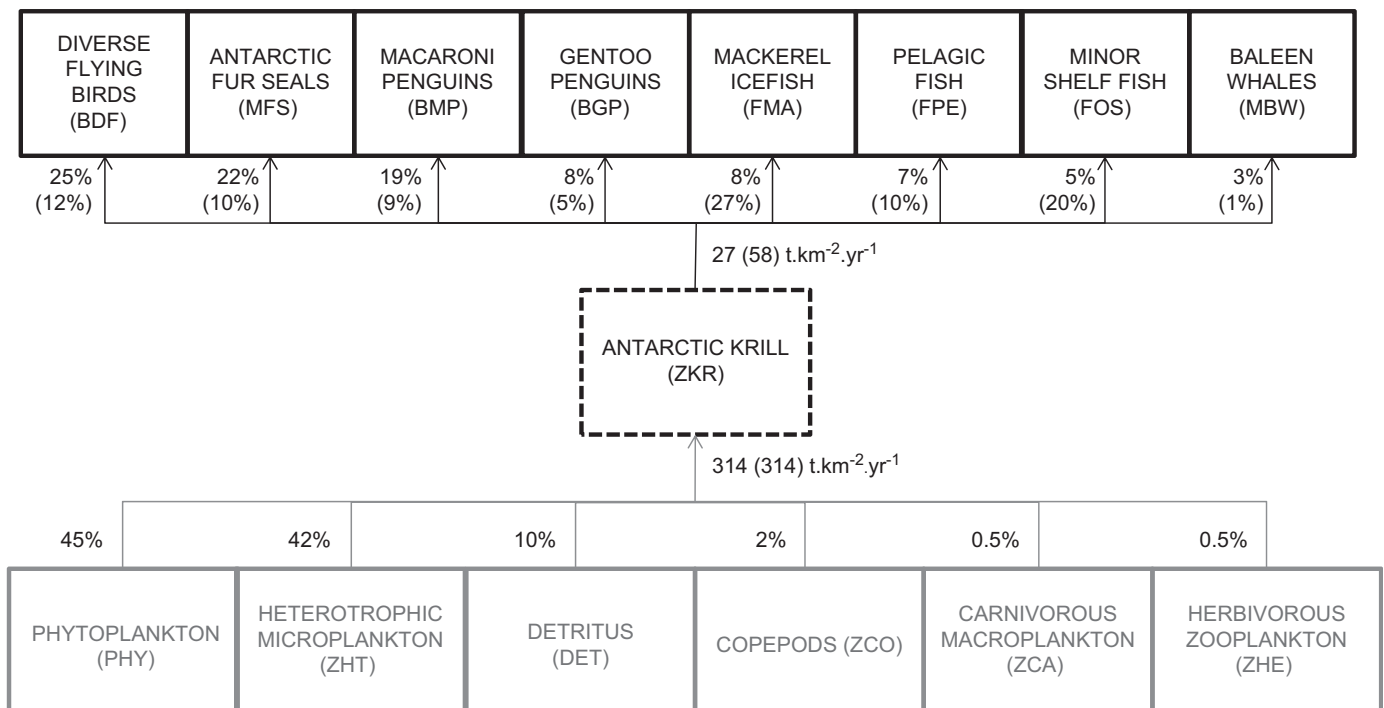 DIVERSE
FLYING
BIRDS
(BDF)
ANTARCTIC
FUR SEALS
(MFS)
MACARONI
PENGUINS
(BMP)
GENTOO
PENGUINS
(BGP)
MACKEREL
ICEFISH
(FMA)
PELAGIC
FISH
(FPE)
MINOR
SHELF FISH
(FOS)
BALEEN
WHALES
(MBW)
25%
(12%)
22%
(10%)
19%
(9%)
8%
(5%)
8%
(27%)
7%
(10%)
5%
(20%)
3%
(1%)
27 (58) t.km⁻².yr⁻¹
ANTARCTIC KRILL
(ZKR)
314 (314) t.km⁻².yr⁻¹
45%
42%
10%
2%
0.5%
0.5%
PHYTOPLANKTON
(PHY)
HETEROTROPHIC
MICROPLANKTON
(ZHT)
DETRITUS
(DET)
COPEPODS (ZCO)
CARNIVOROUS
MACROPLANKTON
(ZCA)
HERBIVOROUS
ZOOPLANKTON
(ZHE)